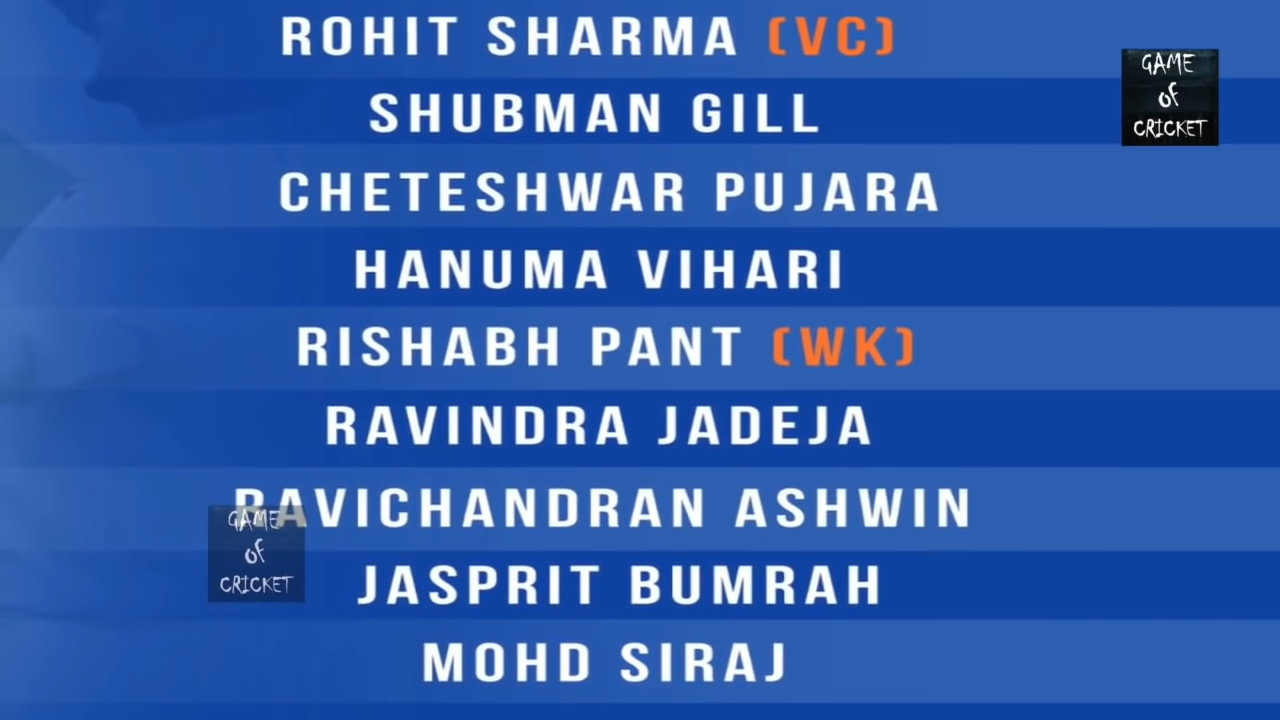 ROHIT SHARMA (VC)
GAME
of
CRICKET
SHUBMAN GILL
CHETESHWAR PUJARA
HANUMA VIHARI
RISHABH PANT (WK)
RAVINDRA JADEJA
RAVICHANDRAN ASHWIN
GAME
of
CRICKET
JASPRIT BUMRAH
MOHD SIRAJ